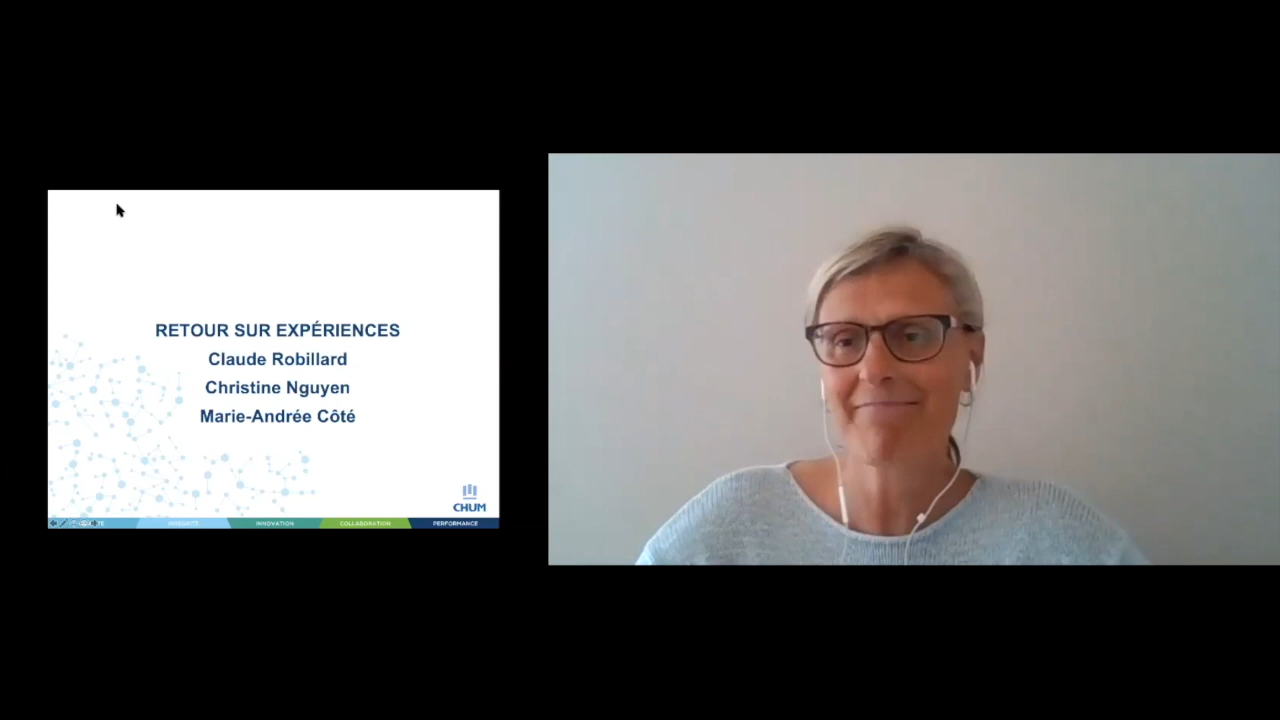 RETOUR SUR EXPÉRIENCES
Claude Robillard
Christine Nguyen
Marie-Andrée Côté
CHUM
INNOVATION
COLLABORATION
PERFORMANCE